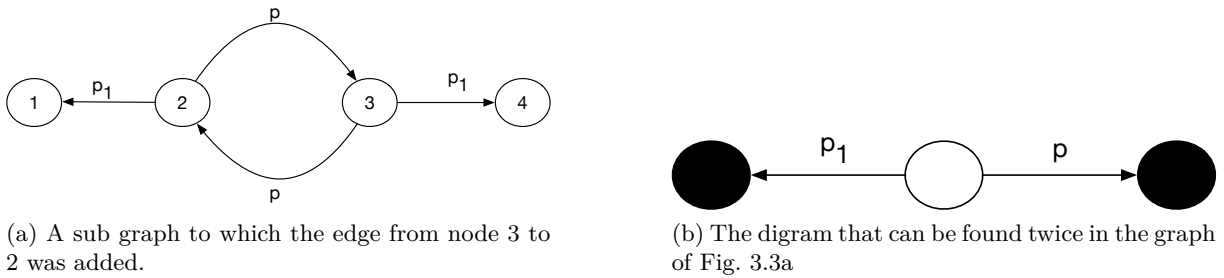 p
p₁
p₁
1
2
3
4
p
p₁
p
(a) A sub graph to which the edge from node 3 to
2 was added.
(b) The digram that can be found twice in the graph
of Fig. 3.3a